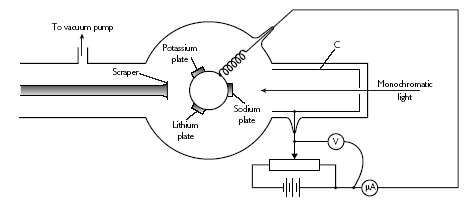 To vacuum pump
Potassium
plate
C
Scraper
Monochromatic
light
Sodium
plate
Lithium
plate
V
μA